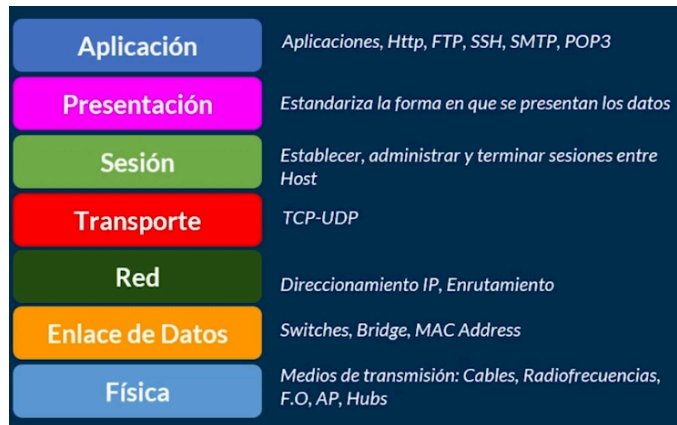 Aplicación
Aplicaciones, Http, FTP, SSH, SMTP, POP3
Presentación
Estandariza la forma en que se presentan los datos
Sesión
Establecer, administrar y terminar sesiones entre
Host
Transporte
TCP-UDP
Red
Direccionamiento IP, Enrutamiento
Enlace de Datos
Switches, Bridge, MAC Address
Física
Medios de transmisión: Cables, Radiofrecuencias,
F.O, AP, Hubs